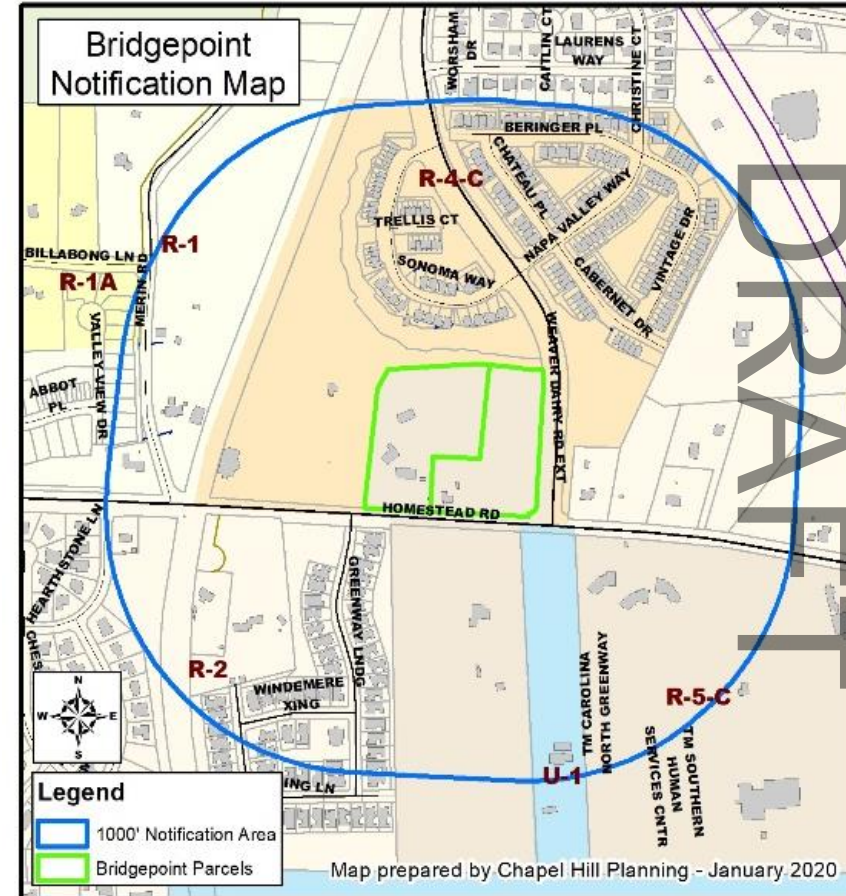 Bridgepoint
Notification Map
WORSHAM
DR
CAITLIN CT
LAURENS
WAY
CHRISTINE CT
BERINGER PL
R-4-C
CHATEAU PL
TRELLIS CT
NAPA VALLEY WAY
SONOMA WAY
CABERNET DR
VINTAGE DR
BILLABONG LN
R-1
R-1A
MERIN RD
VALLEY VIEW DR
ABBOT
PL
WEAVER DAIRY RD EXT
HOMESTEAD RD
HEARTHSTONE LN
CHES
GREENWAY LNDG
R-2
WINDEMERE
XING
ING LN
TM CAROLINA
NORTH GREENWAY
R-5-C
TM SOUTHERN
HUMAN
SERVICES CNTR
U-1
N
W
E
S
Legend
1000' Notification Area
Bridgepoint Parcels
Map prepared by Chapel Hill Planning - January 2020
DRAFT